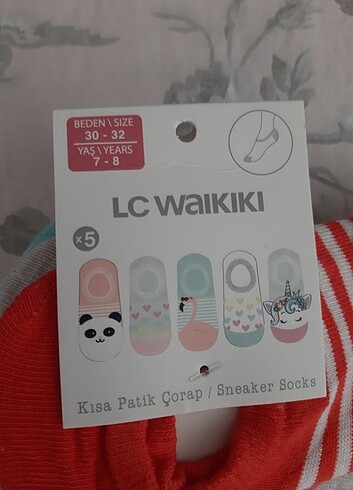 BEDEN \ SIZE
30 - 32
YAŞ \ YEARS
7 - 8
LC WAIKIKI
x5
Kısa Patik Çorap / Sneaker Socks